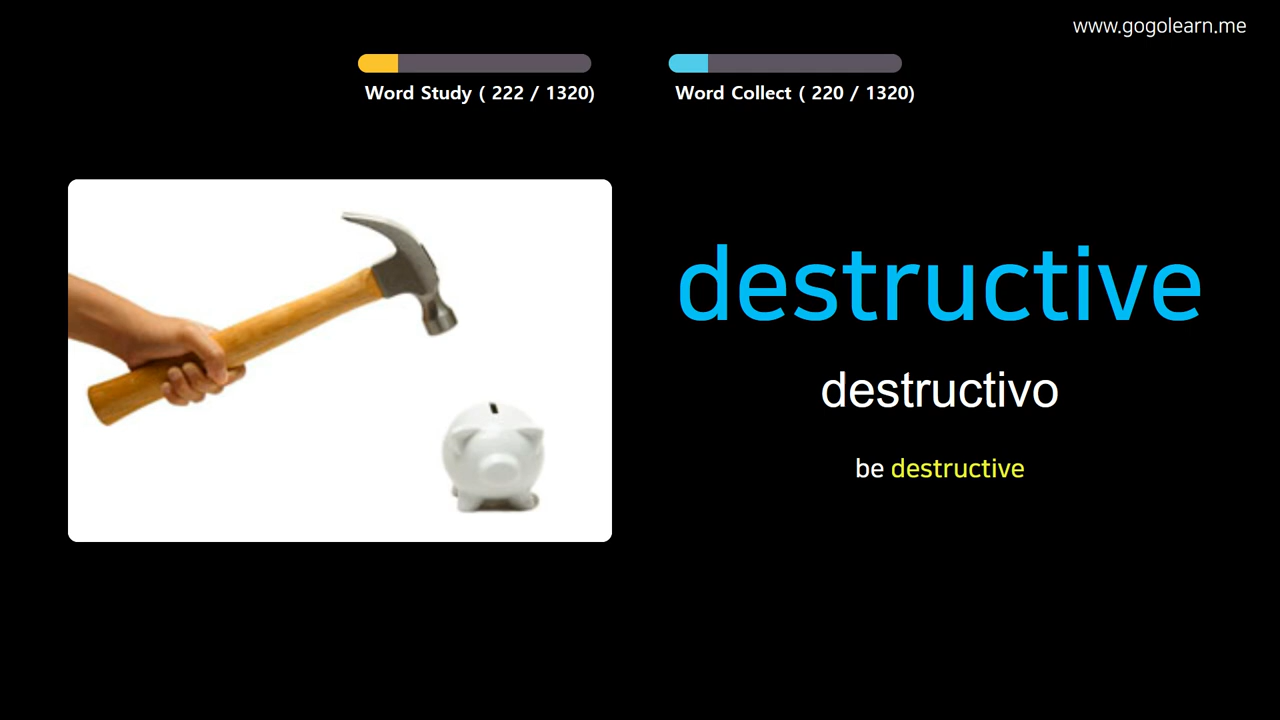 www.gogolearn.me
Word Study ( 222 / 1320)
Word Collect ( 220 / 1320)
destructive
destructivo
be destructive